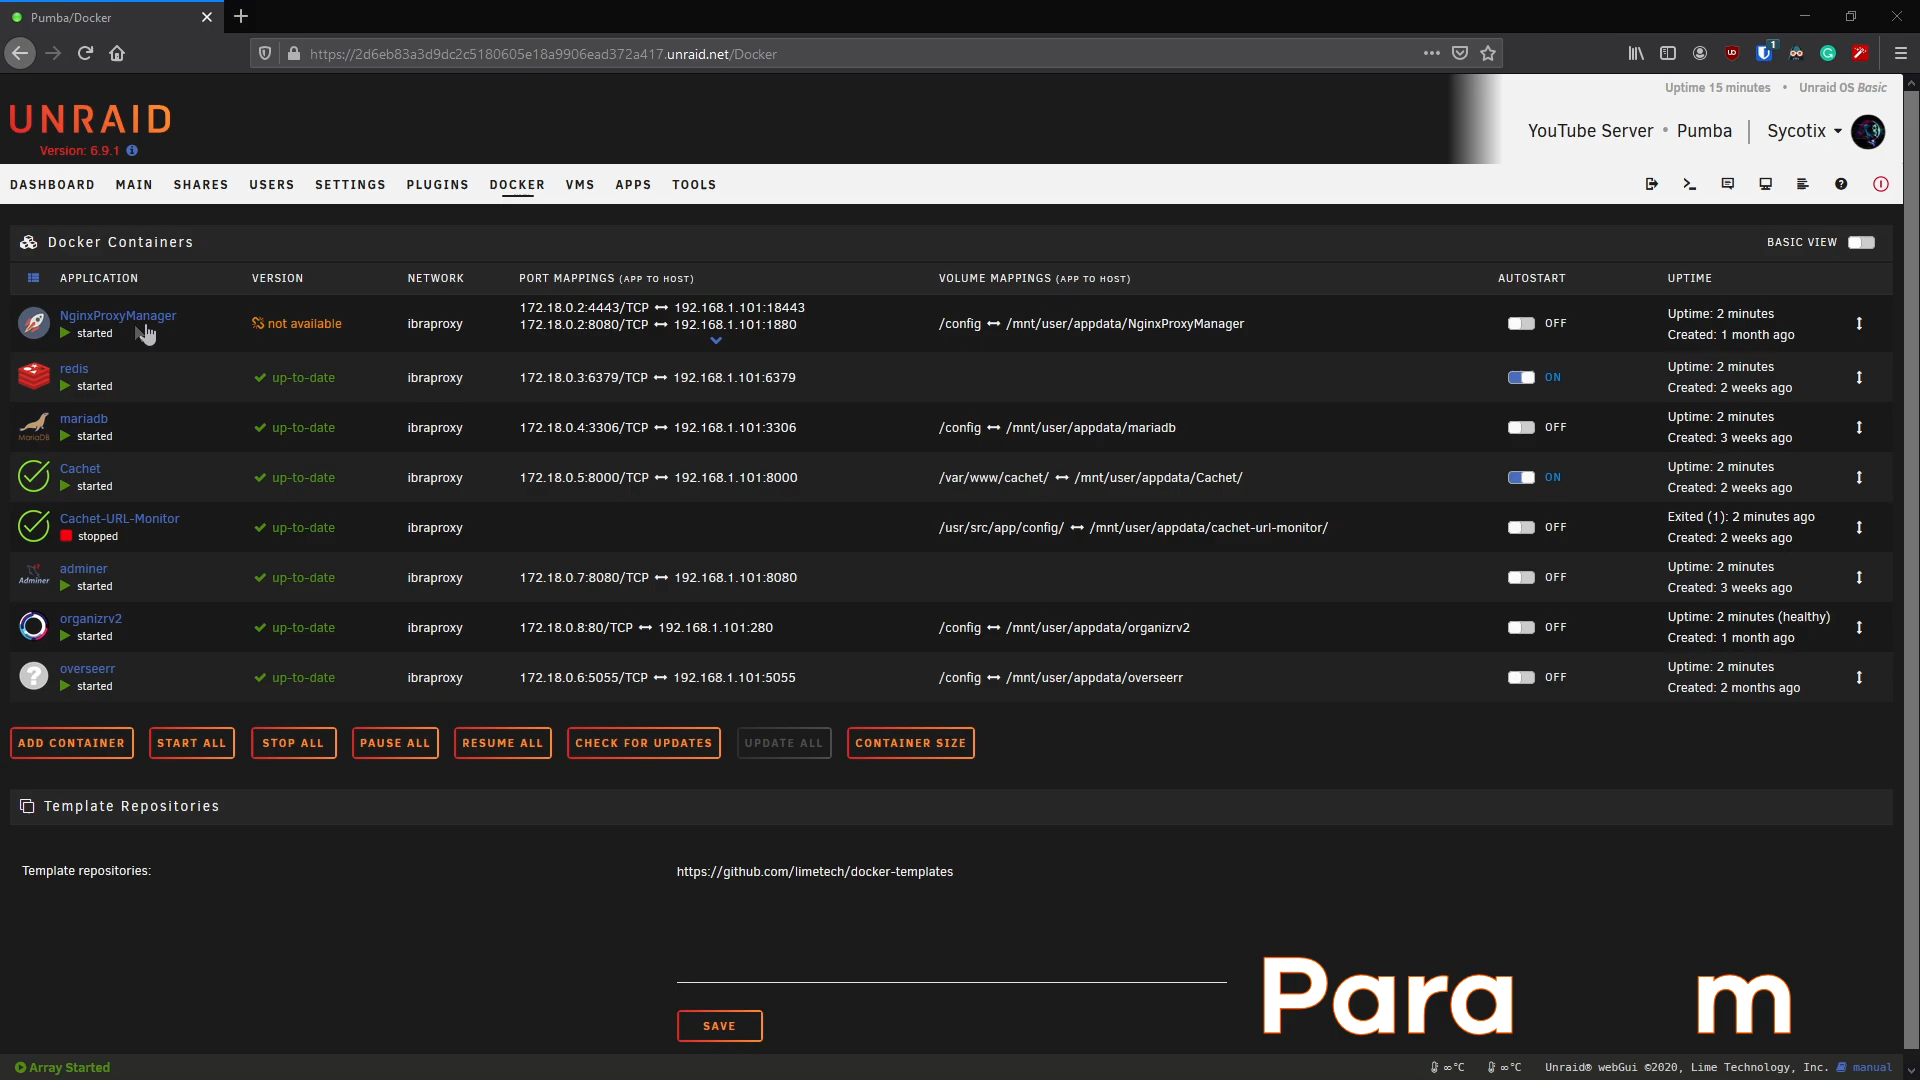 Pumba/Docker
https://2d6eb83a3d9dc2c5180605e18a9906ead372a417.unraid.net/Docker
1
Uptime 15 minutes • Unraid OS Basic
UNRAID
Version: 6.9.1
YouTube Server • Pumba | Sycotix
DASHBOARD MAIN SHARES USERS SETTINGS PLUGINS DOCKER VMS APPS TOOLS
Docker Containers
BASIC VIEW
APPLICATION VERSION NETWORK PORT MAPPINGS (APP TO HOST) VOLUME MAPPINGS (APP TO HOST) AUTOSTART UPTIME
NginxProxyManager
started
not available
ibraproxy
172.18.0.2:4443/TCP ↔ 192.168.1.101:18443
172.18.0.2:8080/TCP ↔ 192.168.1.101:1880
/config ↔ /mnt/user/appdata/NginxProxyManager
OFF
Uptime: 2 minutes
Created: 1 month ago
redis
started
up-to-date
ibraproxy
172.18.0.3:6379/TCP ↔ 192.168.1.101:6379
ON
Uptime: 2 minutes
Created: 2 weeks ago
mariadb
started
MariaDB
up-to-date
ibraproxy
172.18.0.4:3306/TCP ↔ 192.168.1.101:3306
/config ↔ /mnt/user/appdata/mariadb
OFF
Uptime: 2 minutes
Created: 3 weeks ago
Cachet
started
up-to-date
ibraproxy
172.18.0.5:8000/TCP ↔ 192.168.1.101:8000
/var/www/cachet/ ↔ /mnt/user/appdata/Cachet/
ON
Uptime: 2 minutes
Created: 2 weeks ago
Cachet-URL-Monitor
stopped
up-to-date
ibraproxy
/usr/src/app/config/ ↔ /mnt/user/appdata/cachet-url-monitor/
OFF
Exited (1): 2 minutes ago
Created: 2 weeks ago
adminer
started
Adminer
up-to-date
ibraproxy
172.18.0.7:8080/TCP ↔ 192.168.1.101:8080
OFF
Uptime: 2 minutes
Created: 3 weeks ago
organizrv2
started
up-to-date
ibraproxy
172.18.0.8:80/TCP ↔ 192.168.1.101:280
/config ↔ /mnt/user/appdata/organizrv2
OFF
Uptime: 2 minutes (healthy)
Created: 1 month ago
overseerr
started
up-to-date
ibraproxy
172.18.0.6:5055/TCP ↔ 192.168.1.101:5055
/config ↔ /mnt/user/appdata/overseerr
OFF
Uptime: 2 minutes
Created: 2 months ago
ADD CONTAINER START ALL STOP ALL PAUSE ALL RESUME ALL CHECK FOR UPDATES UPDATE ALL CONTAINER SIZE
Template Repositories
Template repositories:
https://github.com/limetech/docker-templates
Para m
SAVE
Array Started
∞°C ∞°C Unraid® webGui ©2020, Lime Technology, Inc. manual